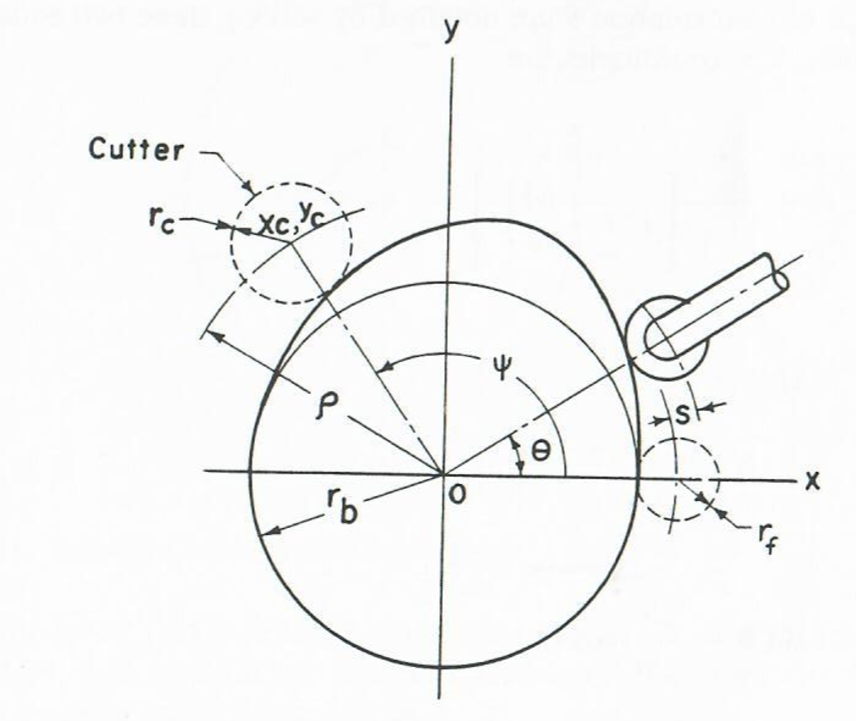 y
Cutter
r_c
x_c, y_c
ψ
ρ
S
θ
x
r_b
O
r_f